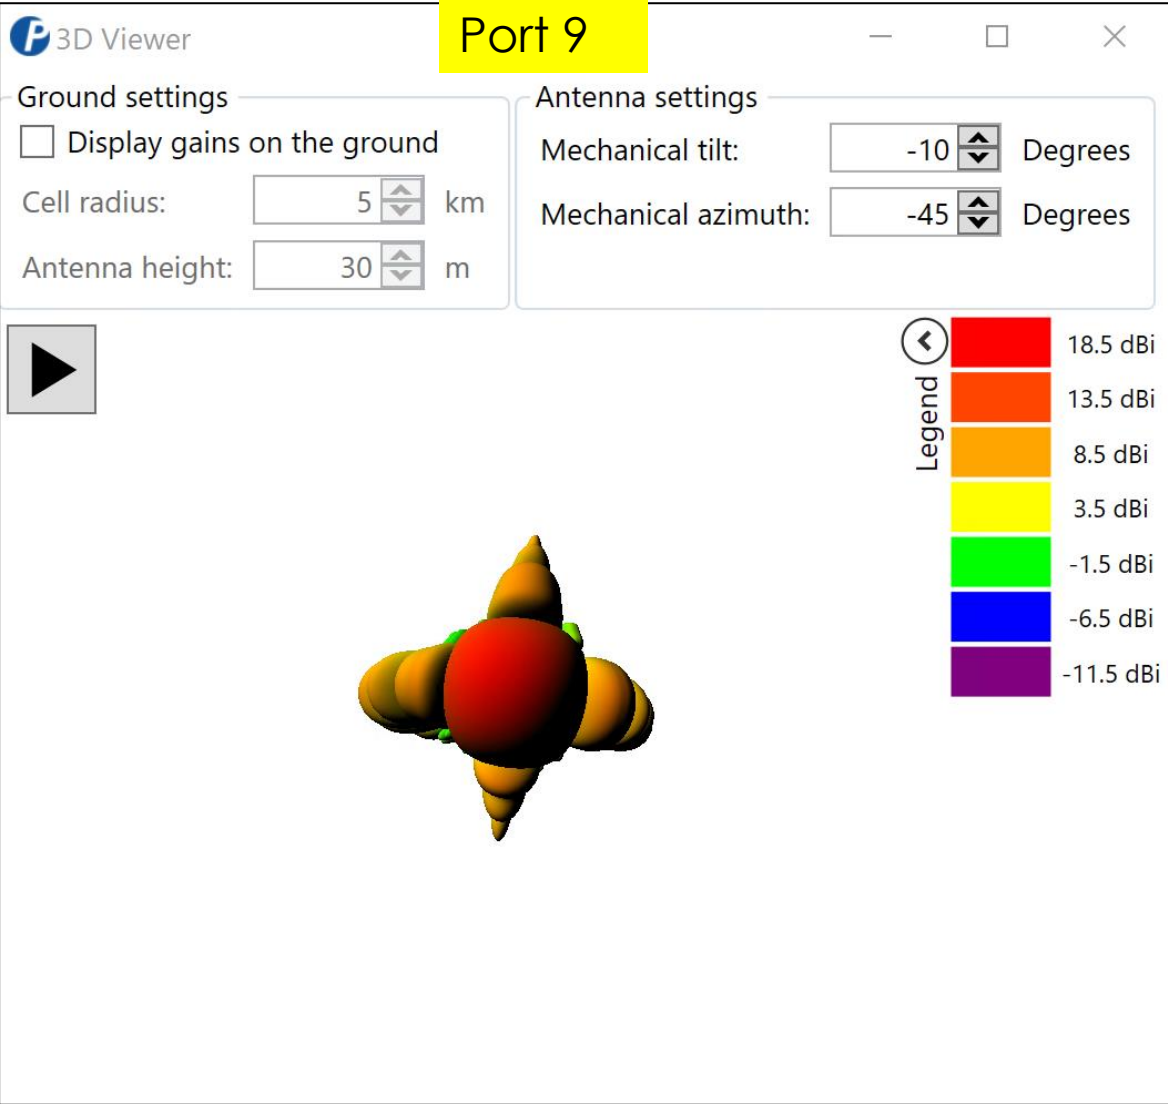 3D Viewer
Port 9
Ground settings
Display gains on the ground
Cell radius: 5 km
Antenna height: 30 m
Antenna settings
Mechanical tilt: -10 Degrees
Mechanical azimuth: -45 Degrees
Legend
18.5 dBi
13.5 dBi
8.5 dBi
3.5 dBi
-1.5 dBi
-6.5 dBi
-11.5 dBi